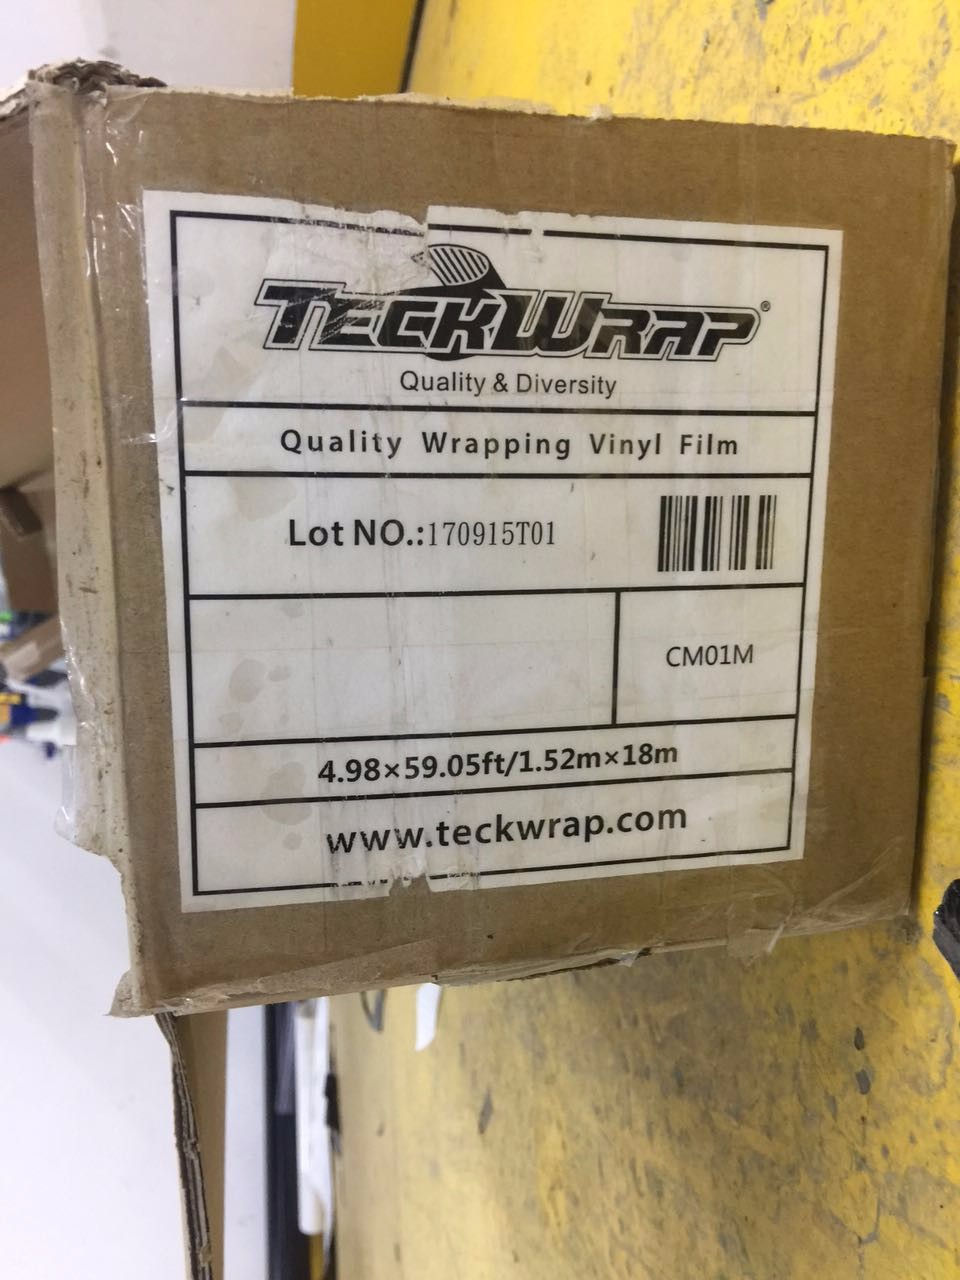 TECKWRAP®
Quality & Diversity
Quality Wrapping Vinyl Film
Lot NO.:170915T01
CM01M
4.98×59.05ft/1.52m×18m
www.teckwrap.com